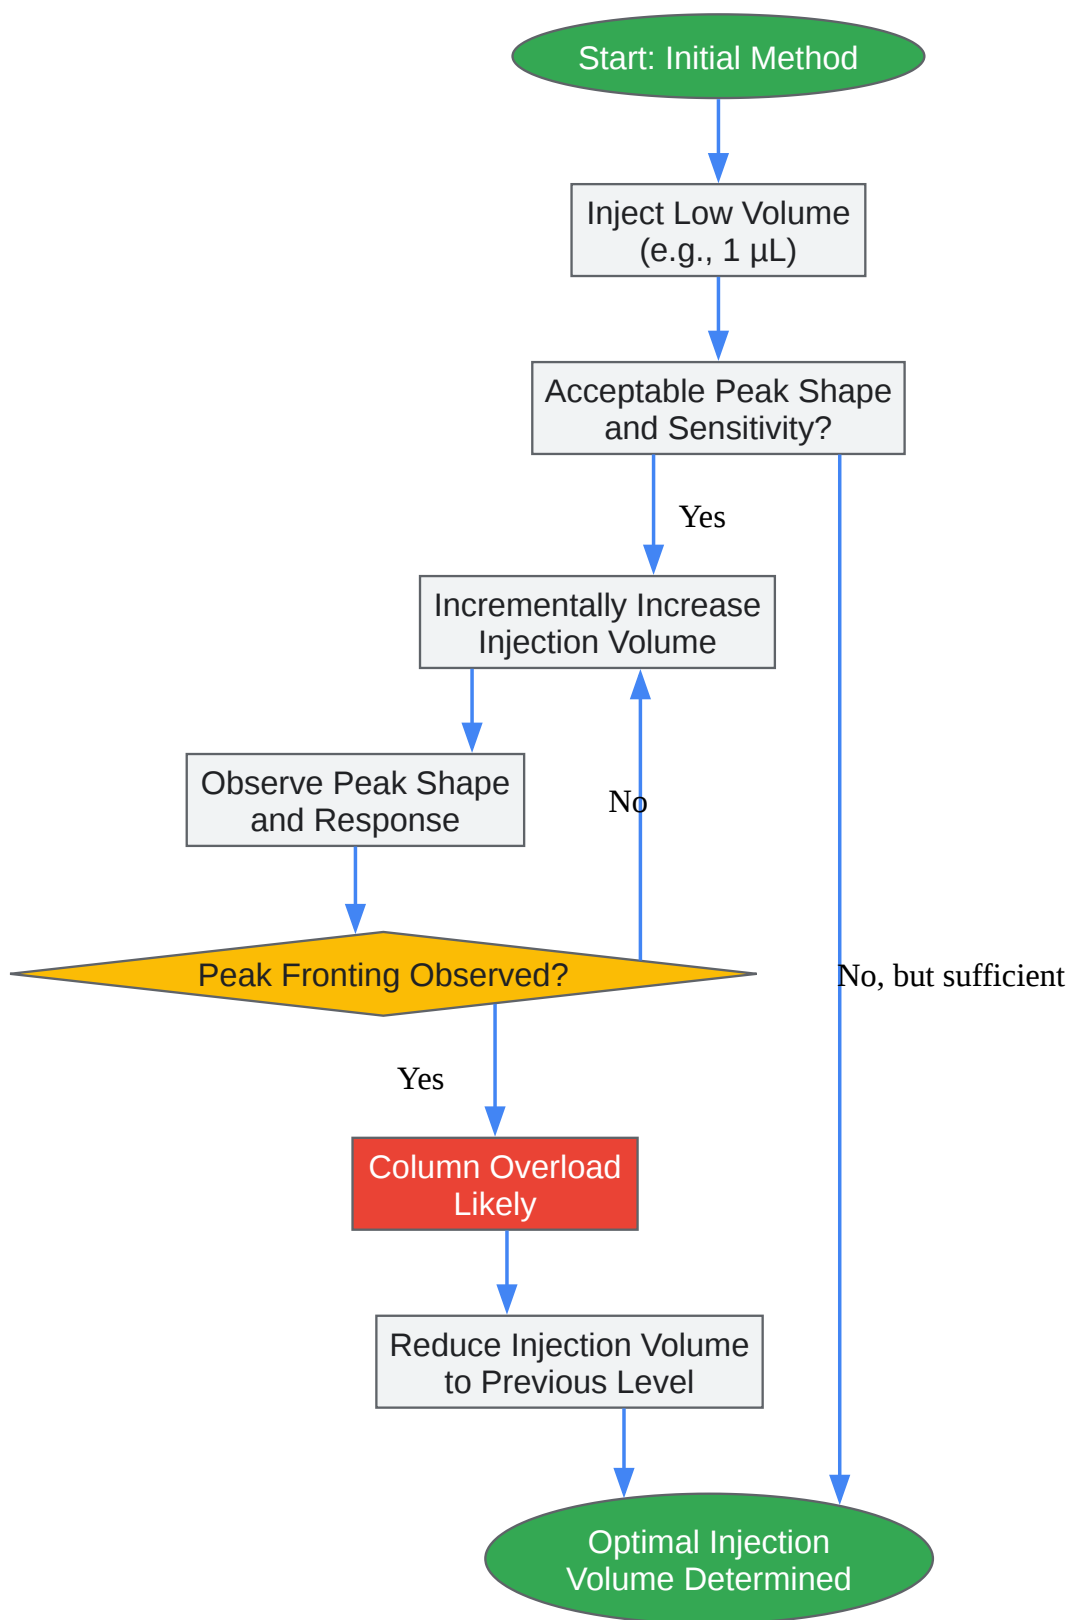 Start: Initial Method
Inject Low Volume
(e.g., 1 µL)
Acceptable Peak Shape
and Sensitivity?
Yes
Incrementally Increase
Injection Volume
Observe Peak Shape
and Response
No
Peak Fronting Observed?
No, but sufficient
Yes
Column Overload
Likely
Reduce Injection Volume
to Previous Level
Optimal Injection
Volume Determined